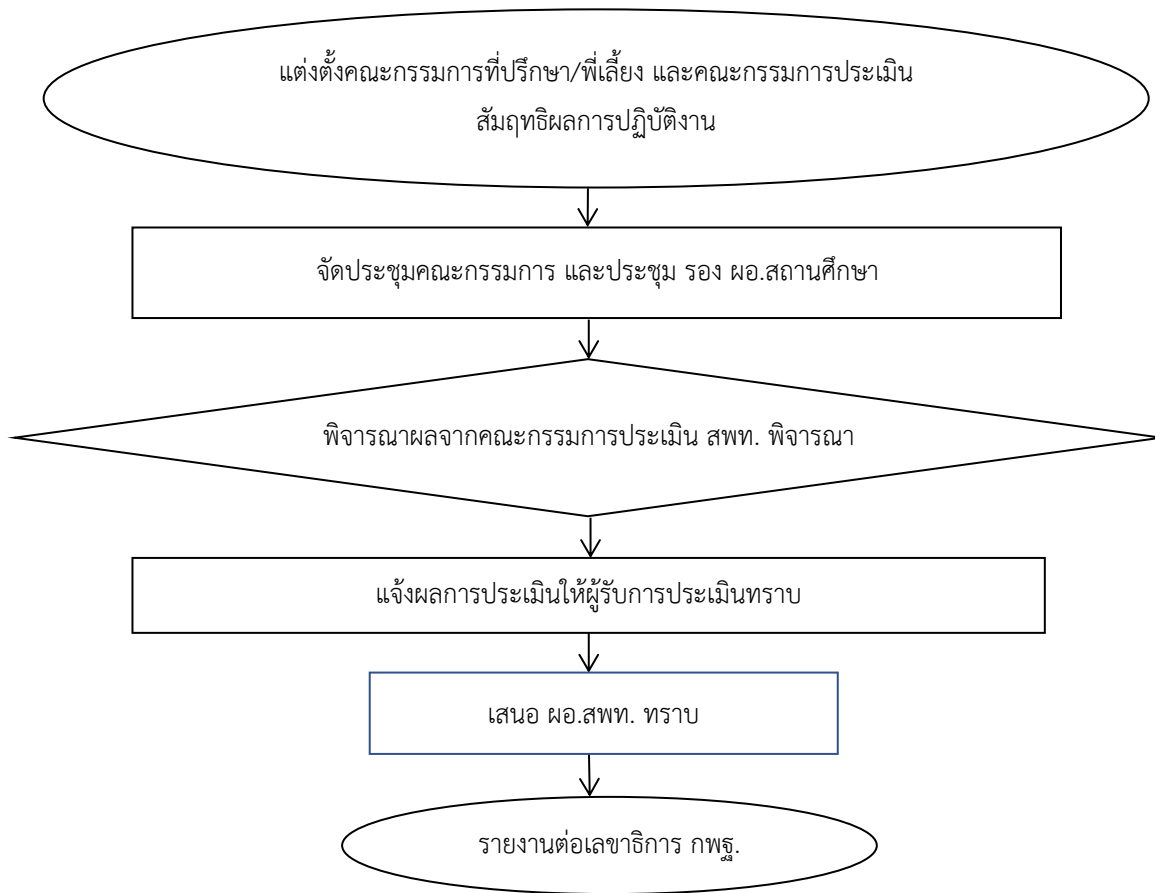 แต่งตั้งคณะกรรมการที่ปรึกษา/พี่เลี้ยง และคณะกรรมการประเมิน
สัมฤทธิผลการปฏิบัติงาน
จัดประชุมคณะกรรมการ และประชุม รอง ผอ.สถานศึกษา
พิจารณาผลจากคณะกรรมการประเมิน สพท. พิจารณา
แจ้งผลการประเมินให้ผู้รับการประเมินทราบ
เสนอ ผอ.สพท. ทราบ
รายงานต่อเลขาธิการ กพฐ.